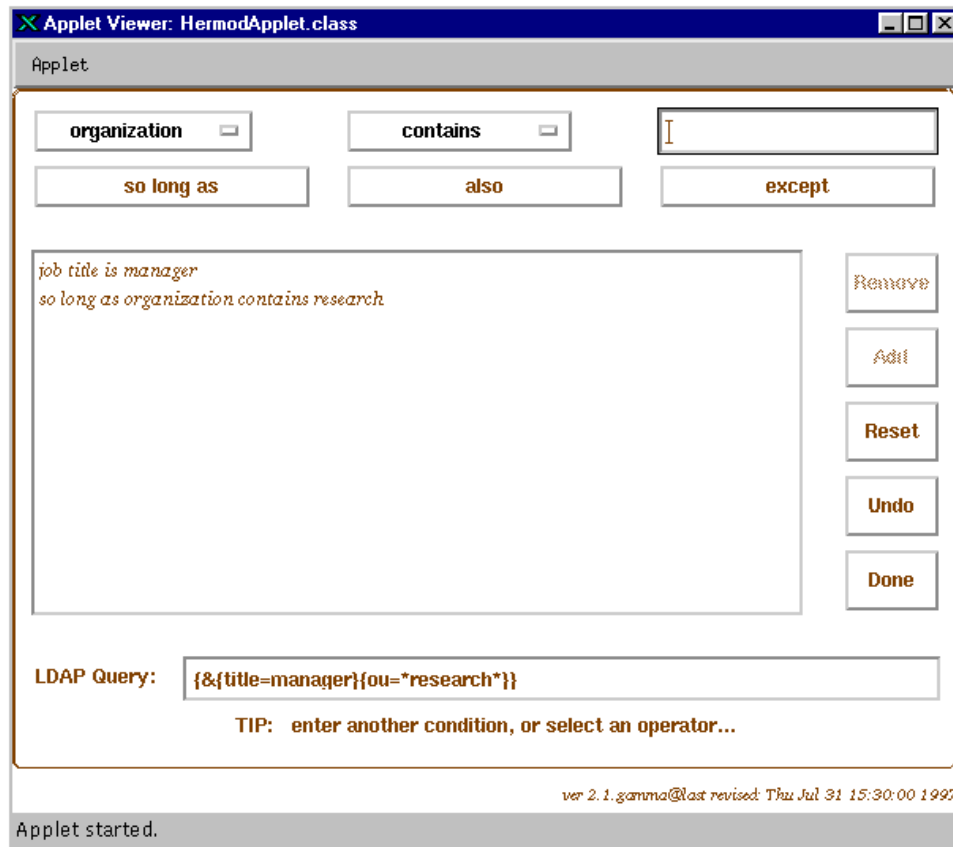 Applet Viewer: HermodApplet.class
Applet
organization contains
so long as also except
job title is manager
so long as organization contains research
Remove
Add
Reset
Undo
Done
LDAP Query: {&{title=manager}{ou=*research*}}
TIP: enter another condition, or select an operator...
ver 2.1.gamma@last revised: Thu Jul 31 15:30:00 1997
Applet started.